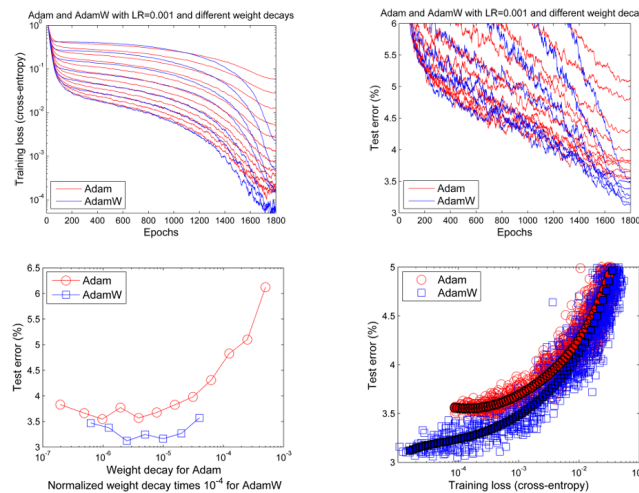 Adam and AdamW with LR=0.001 and different weight decays
Training loss (cross-entropy)
10^0
10^-1
10^-2
10^-3
10^-4
Adam
AdamW
0 200 400 600 800 1000 1200 1400 1600 1800
Epochs
Adam and AdamW with LR=0.001 and different weight decays
Test error (%)
6
5.5
5
4.5
4
3.5
3
Adam
AdamW
200 400 600 800 1000 1200 1400 1600 1800
Epochs
Test error (%)
6.5
6
5.5
5
4.5
4
3.5
3
Adam
AdamW
10^-7 10^-6 10^-5 10^-4 10^-3
Weight decay for Adam
Normalized weight decay times 10^-4 for AdamW
Test error (%)
5
4.5
4
3.5
3
Adam
AdamW
10^-4 10^-3 10^-2
Training loss (cross-entropy)